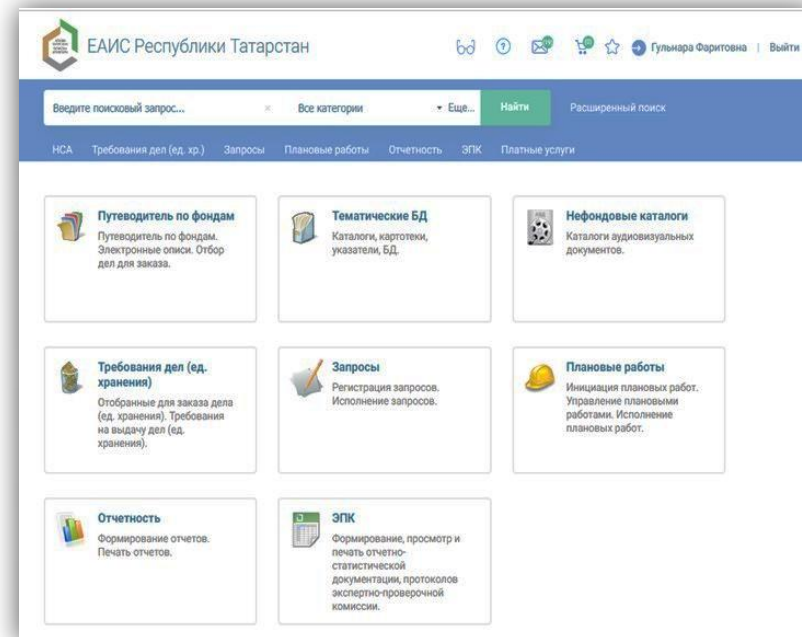 ЕАИС Республики Татарстан
Гульнара Фаритовна | Выйти
Введите поисковый запрос... × Все категории Еще... Найти Расширенный поиск
НСА Требования дел (ед. хр.) Запросы Плановые работы Отчетность ЭПК Платные услуги
Путеводитель по фондам
Путеводитель по фондам.
Электронные описи. Отбор
дел для заказа.
Тематические БД
Каталоги, картотеки,
указатели, БД.
Нефондовые каталоги
Каталоги аудиовизуальных
документов.
Требования дел (ед.
хранения)
Отобранные для заказа дела
(ед. хранения). Требования
на выдачу дел (ед.
хранения).
Запросы
Регистрация запросов.
Исполнение запросов.
Плановые работы
Инициация плановых работ.
Управление плановыми
работами. Исполнение
плановых работ.
Отчетность
Формирование отчетов.
Печать отчетов.
ЭПК
Формирование, просмотр и
печать отчетно-
статистической
документации, протоколов
экспертно-проверочной
комиссии.